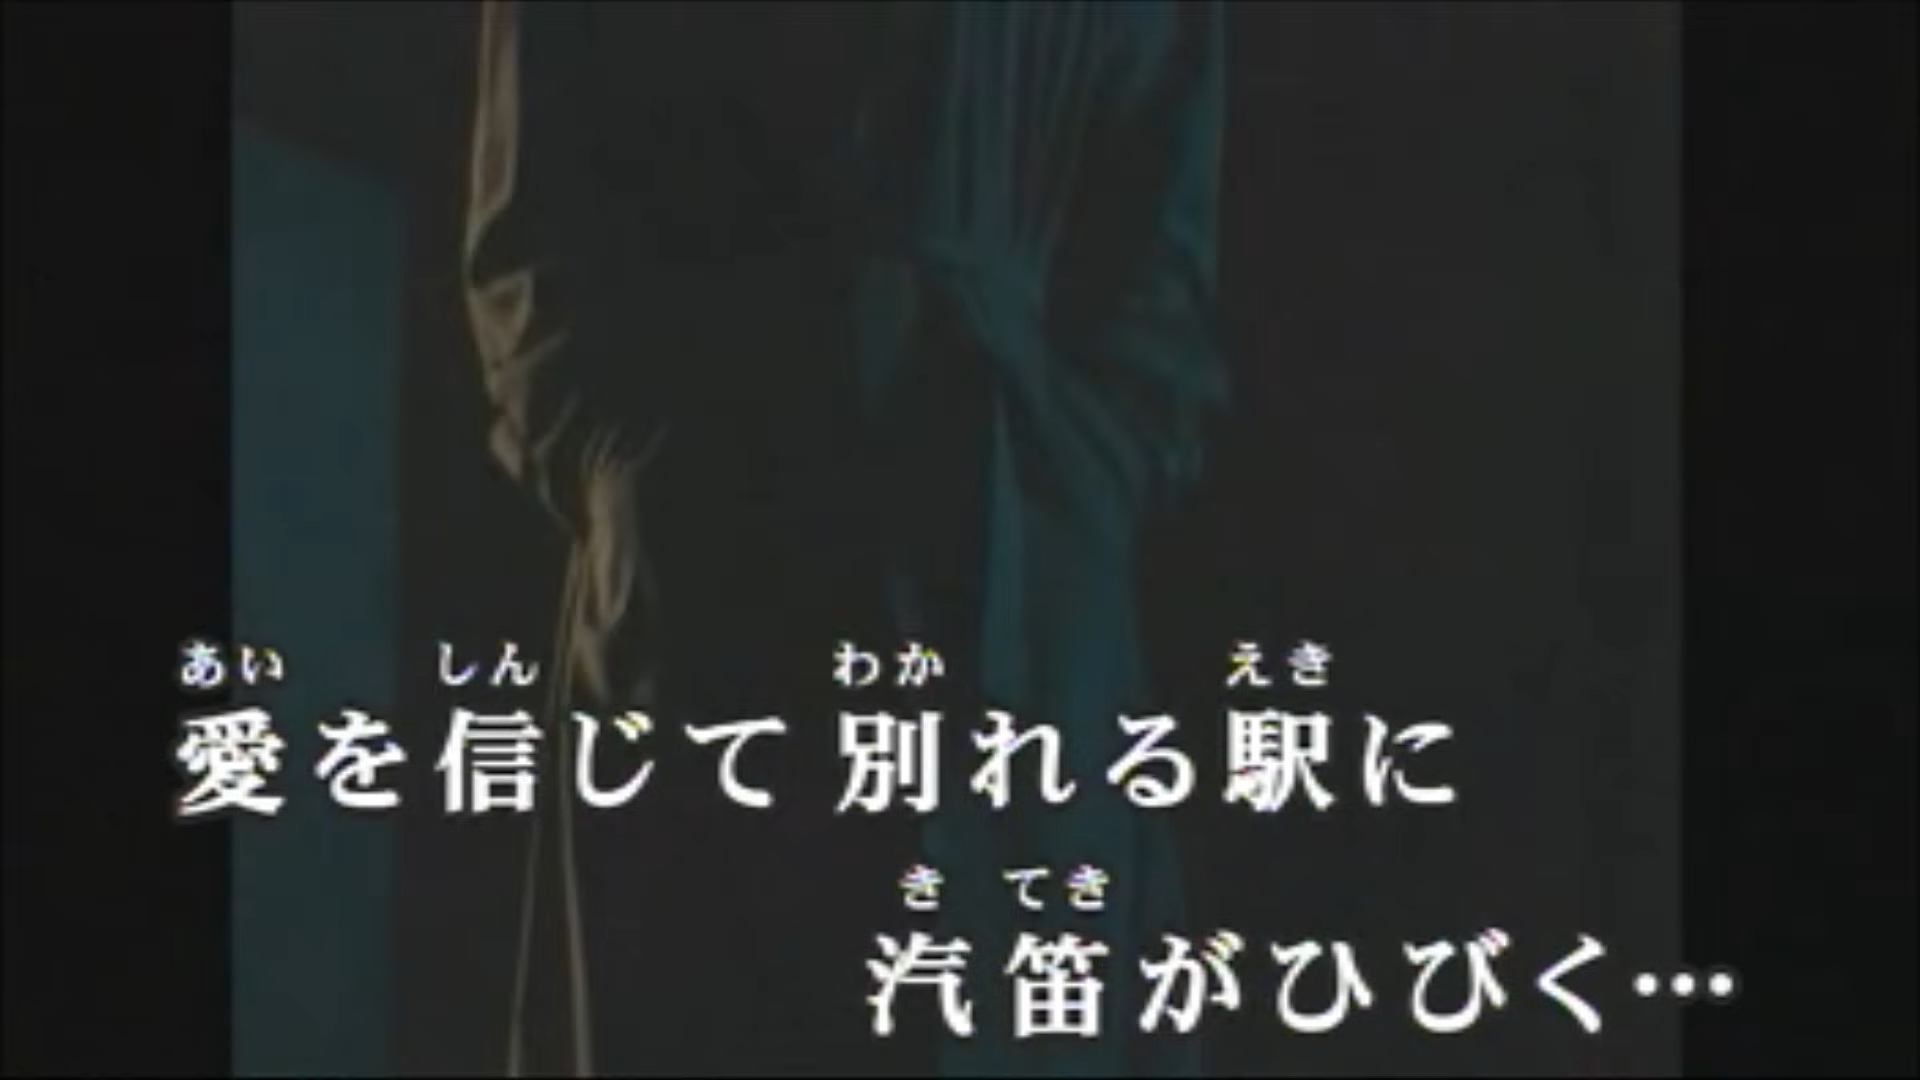 あい しん わか えき
愛を信じて 別れる駅に
き てき
汽笛がひびく…